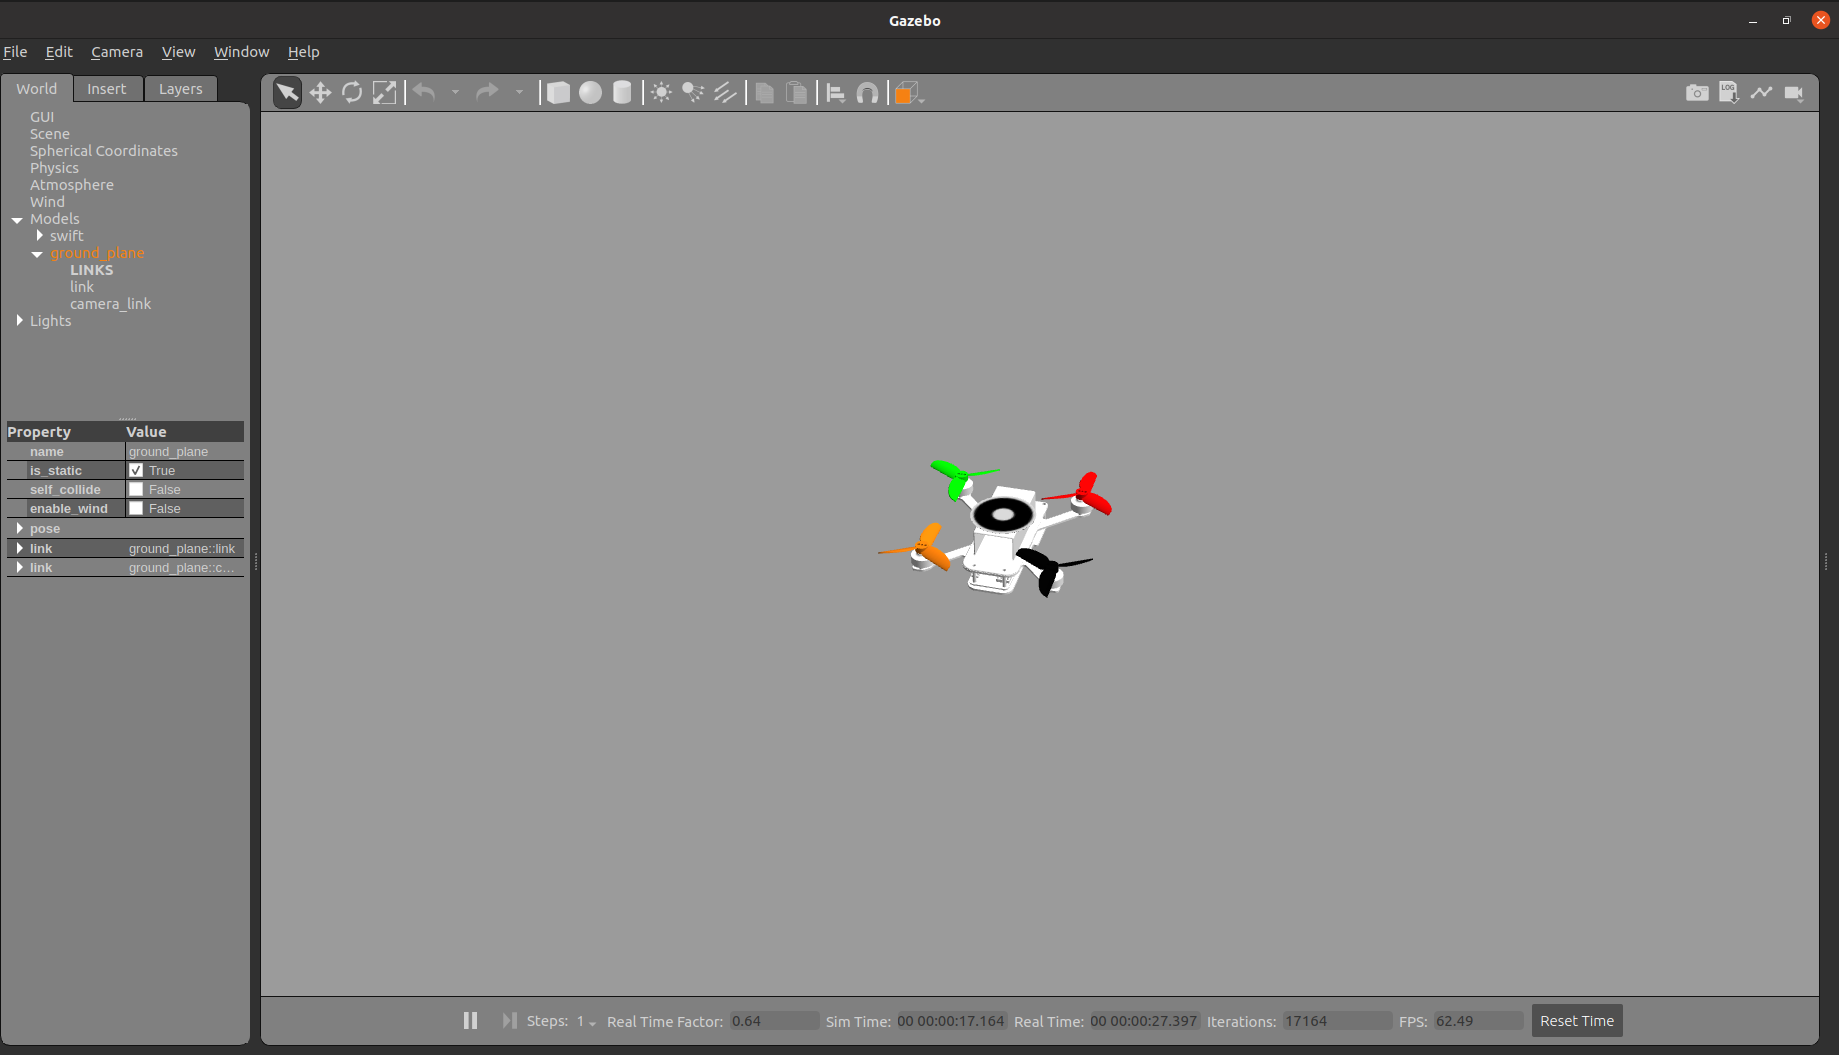 Gazebo
File Edit Camera View Window Help
World Insert Layers
GUI
Scene
Spherical Coordinates
Physics
Atmosphere
Wind
Models
swift
ground_plane
LINKS
link
camera_link
Lights
Property Value
name ground_plane
is_static True
self_collide False
enable_wind False
pose
link ground_plane::link
link ground_plane::c...
LOG
Steps: 1 Real Time Factor: 0.64 Sim Time: 00 00:00:17.164 Real Time: 00 00:00:27.397 Iterations: 17164 FPS: 62.49 Reset Time